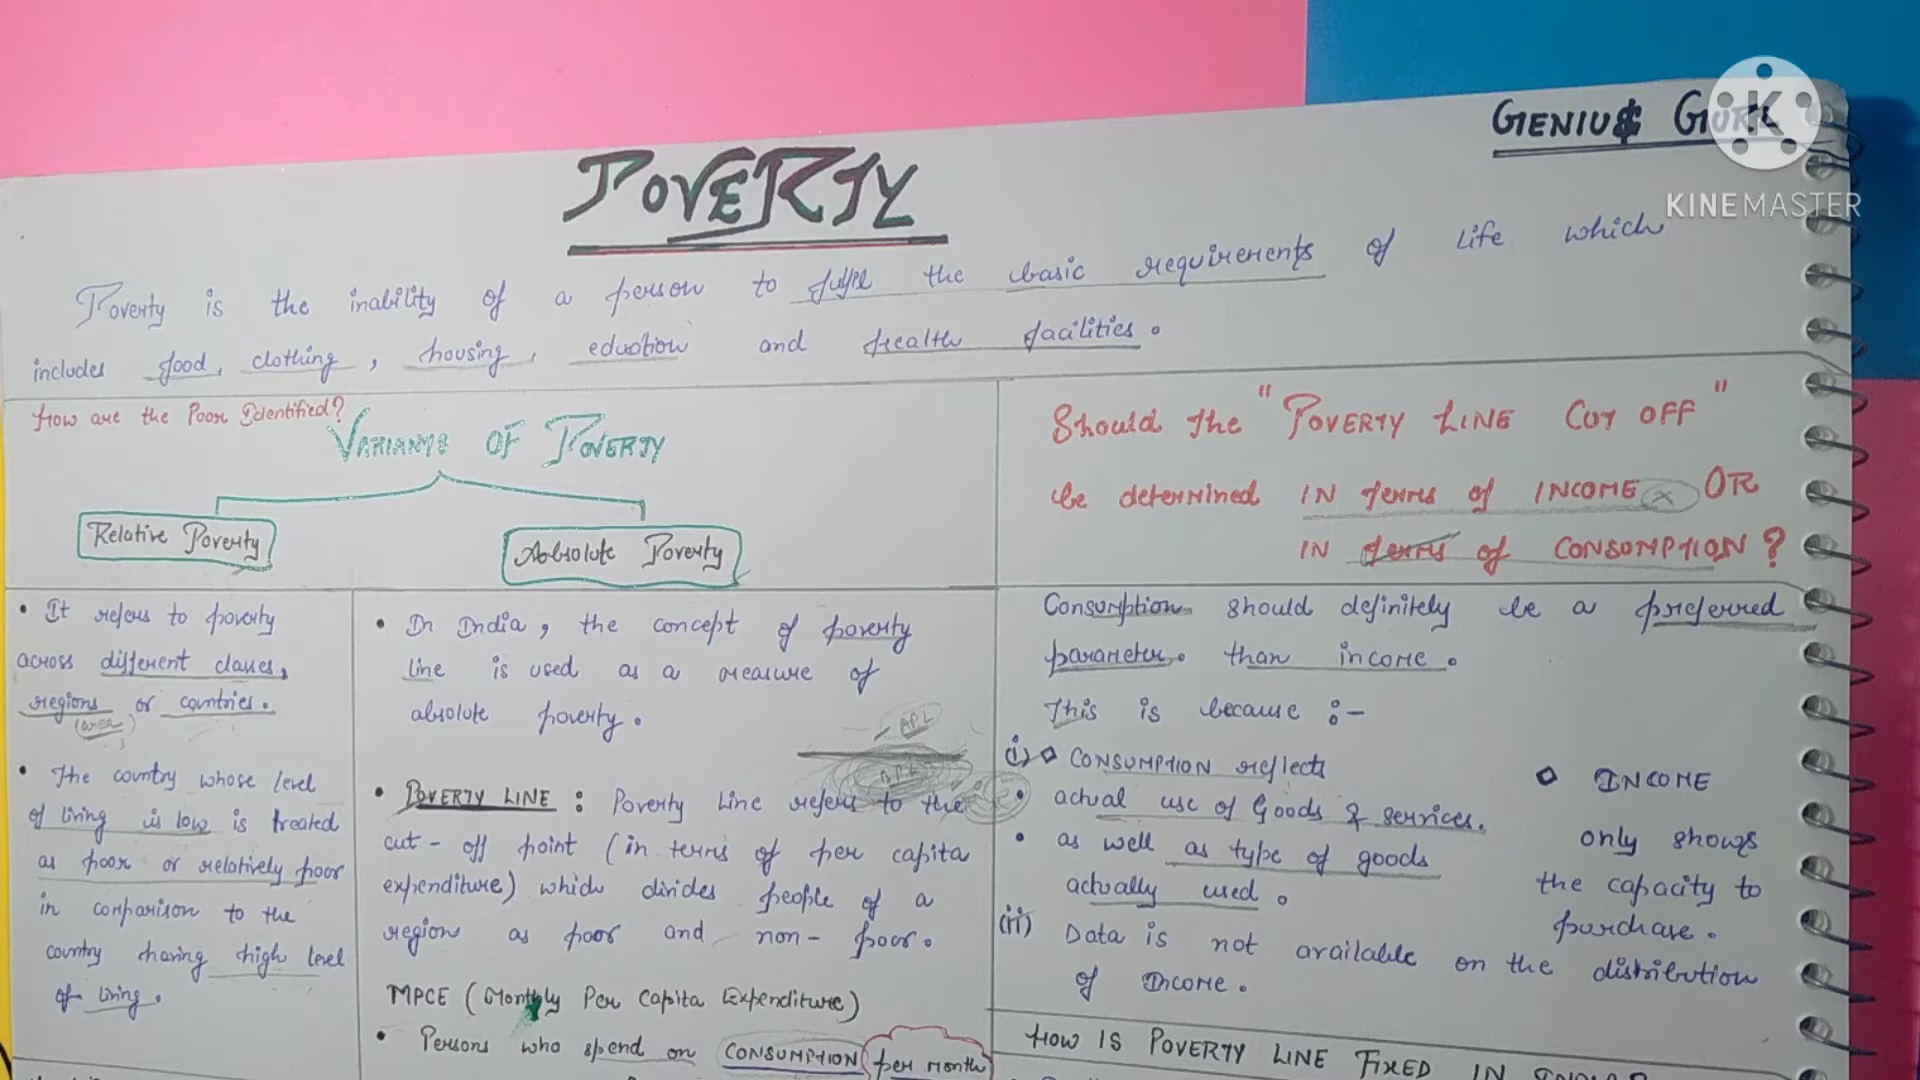 GENIU$ GURK
K
KINEMASTER
POVERTY
Poverty is the inability of a person to fulfil the basic requirements of life which
includes food, clothing, housing, eduction and health facilities.
How are the Poor Identified?
VARIANTS OF POVERTY
Relative Poverty
Absolute Poverty
• It refers to poverty
across different classes,
regions or countries.
(area)
• The country whose level
of living is low is treated
as poor or relatively poor
in comparison to the
country having high level
of living.
• In India, the concept of poverty
line is used as a measure of
absolute poverty.
- APL
BPL
• POVERTY LINE : Poverty Line refers to the
cut-off point (in terms of per capita
expenditure) which divides people of a
region as poor and non-poor.
MPCE (Monthly Per Capita Expenditure)
• Persons who spend on CONSUMPTION per month
Should the "POVERTY LINE CUT OFF"
be determined IN terms of INCOME x OR
IN terms of CONSUMPTION ?
Consumption should definitely be a preferred
parameter. than income.
This is because :-
(i) CONSUMPTION reflects
• actual use of Goods & services.
• as well as type of goods
actually used.
INCOME
only shows
the capacity to
purchase.
(ii) Data is not available on the distribution
of Income.
HOW IS POVERTY LINE FIXED IN INDIA?